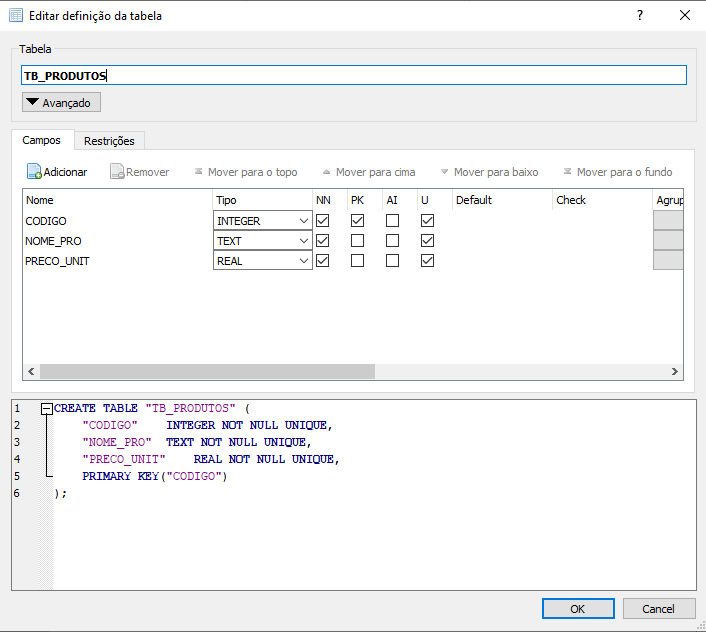 Editar definição da tabela
?
Tabela
TB_PRODUTOS
Avançado
Campos Restrições
Adicionar Remover Mover para o topo Mover para cima Mover para baixo Mover para o fundo
Nome Tipo NN PK AI U Default Check Agrup
CODIGO INTEGER
NOME_PRO TEXT
PRECO_UNIT REAL
1 CREATE TABLE "TB_PRODUTOS" (
2 "CODIGO" INTEGER NOT NULL UNIQUE,
3 "NOME_PRO" TEXT NOT NULL UNIQUE,
4 "PRECO_UNIT" REAL NOT NULL UNIQUE,
5 PRIMARY KEY("CODIGO")
6 );
OK Cancel